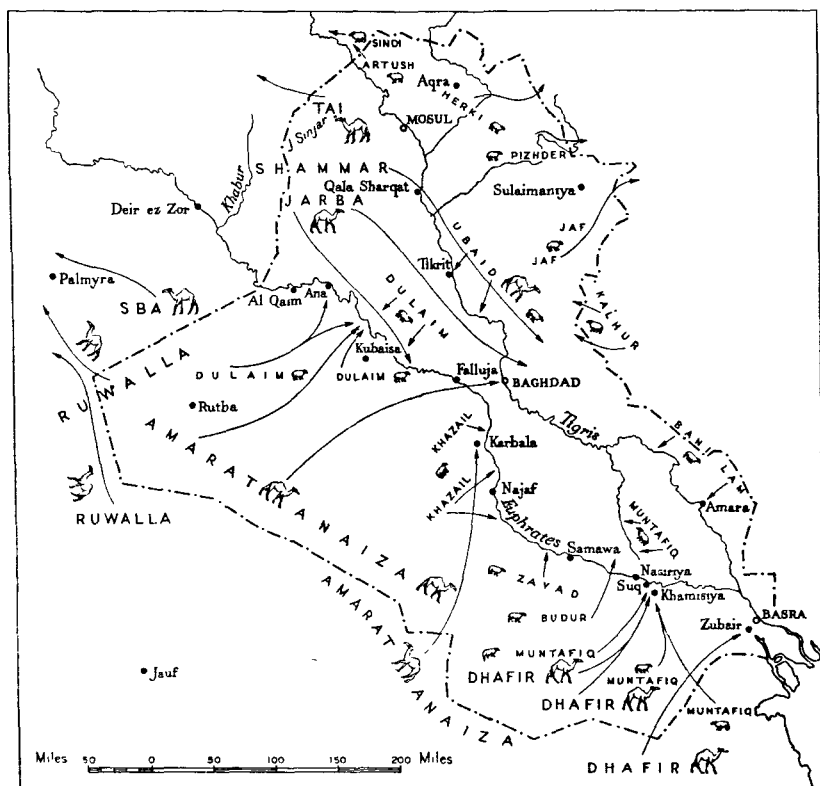 SINDI
ARTUSH
Aqra
HERKI
TAI
J Sinjar
MOSUL
PIZHDER
SHAMMAR
Khabur
Qala Sharqat
Sulaimaniya
JARBA
Deir ez Zor
UBAID
JAF
JAF
Tikrit
Palmyra
SBA
Al Qaim
Ana
DULAIM
KALHUR
RUWALLA
Kubaisa
DULAIM
DULAIM
Falluja
BAGHDAD
Rutba
AMARAT ANAIZA
Tigris
KHAZAIL
Karbala
BANI LAM
KHAZAIL
Najaf
Amara
RUWALLA
Euphrates
MUNTAFIQ
Samawa
AMARAT ANAIZA
ZAYAD
Nasiriya
Suq
Khamisiya
BUDUR
BASRA
Zubair
MUNTAFIQ
Jauf
DHAFIR
MUNTAFIQ
DHAFIR
MUNTAFIQ
DHAFIR
Miles 50 0 50 100 150 200 Miles